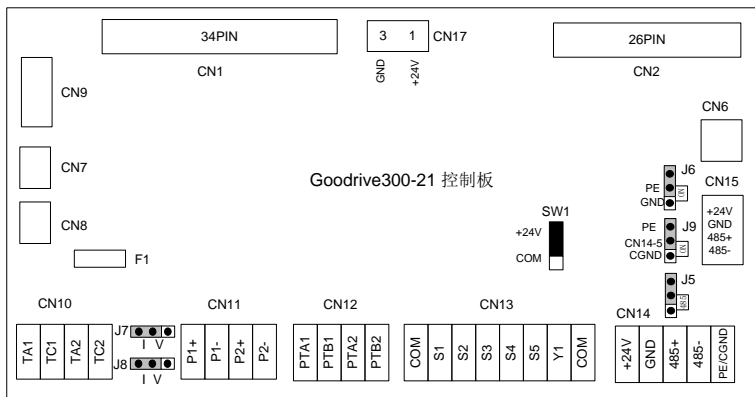 34PIN
CN1
3 1
CN17
GND
+24V
26PIN
CN2
CN9
CN7
CN8
F1
Goodrive300-21 控制板
SW1
+24V
COM
CN6
J6
PE
GND
NO
J9
PE
CN14-5
CGND
NO
J5
485
CN15
+24V
GND
485+
485-
CN10
TA1
TC1
TA2
TC2
J7
I V
J8
I V
CN11
P1+
P1-
P2+
P2-
CN12
PTA1
PTB1
PTA2
PTB2
CN13
COM
S1
S2
S3
S4
S5
Y1
COM
CN14
+24V
GND
485+
485-
PE/CGND